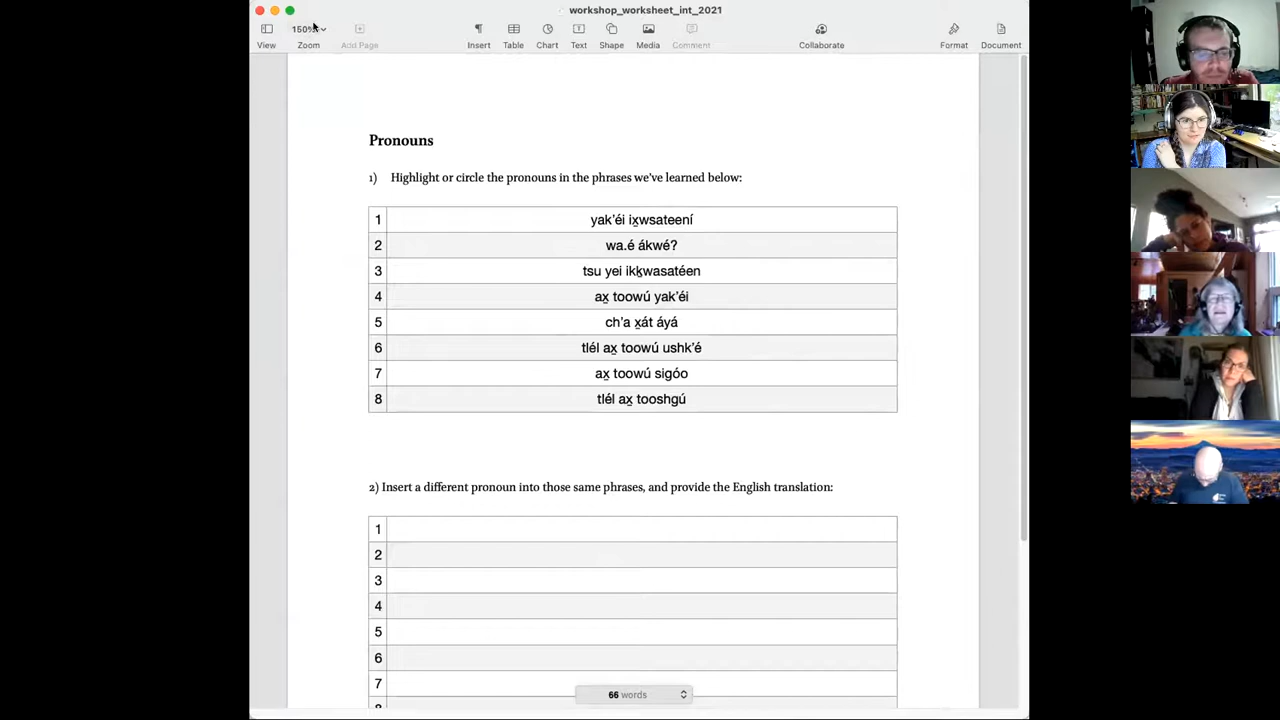 workshop_worksheet_int_2021
150%
View
Zoom
Add Page
Insert
Table
Chart
Text
Shape
Media
Comment
Collaborate
Format
Document
Pronouns
1) Highlight or circle the pronouns in the phrases we've learned below:
1 yak'éi ix̱wsateení
2 wa.é ákwé?
3 tsu yei ikḵwasatéen
4 ax̱ toowú yak'éi
5 ch'a x̱át áyá
6 tlél ax̱ toowú ushk'é
7 ax̱ toowú sigóo
8 tlél ax̱ tooshgú
2) Insert a different pronoun into those same phrases, and provide the English translation:
1
2
3
4
5
6
7
8
66 words